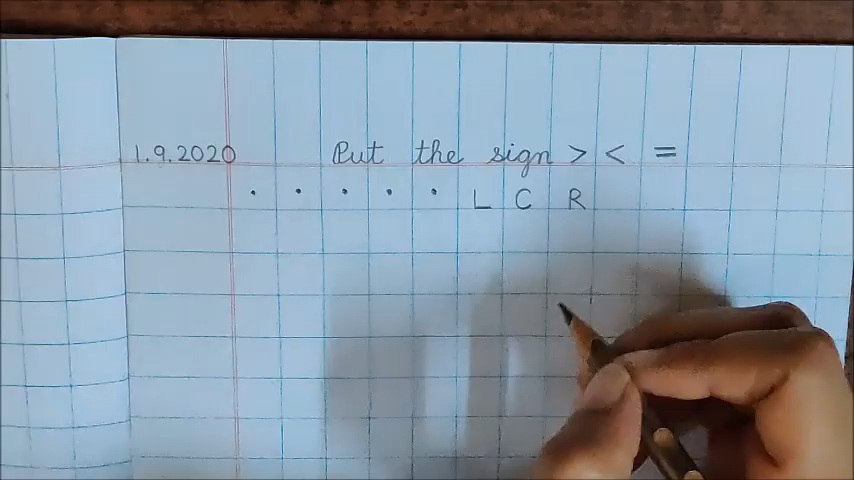 1.9.2020 Put the sign > < =
. . . . . L C R